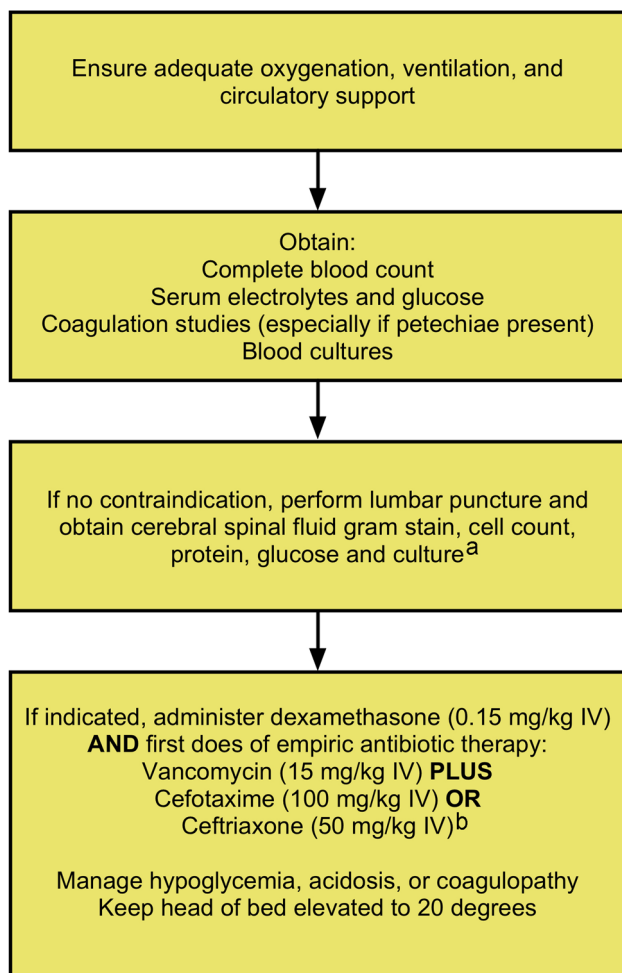 Ensure adequate oxygenation, ventilation, and
circulatory support
Obtain:
Complete blood count
Serum electrolytes and glucose
Coagulation studies (especially if petechiae present)
Blood cultures
If no contraindication, perform lumbar puncture and
obtain cerebral spinal fluid gram stain, cell count,
protein, glucose and culturea
If indicated, administer dexamethasone (0.15 mg/kg IV)
AND first does of empiric antibiotic therapy:
Vancomycin (15 mg/kg IV) PLUS
Cefotaxime (100 mg/kg IV) OR
Ceftriaxone (50 mg/kg IV)b
Manage hypoglycemia, acidosis, or coagulopathy
Keep head of bed elevated to 20 degrees